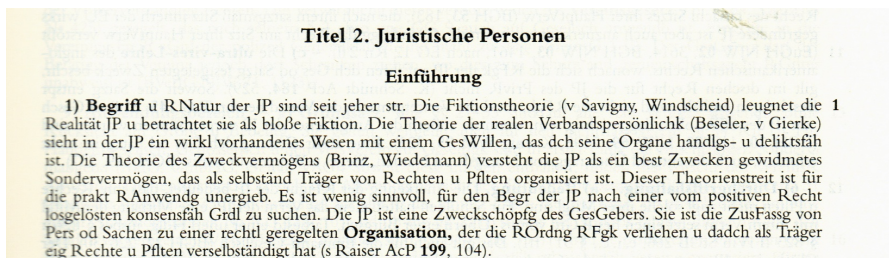 Titel 2. Juristische Personen
Einführung
1) Begriff u RNatur der JP sind seit jeher str. Die Fiktionstheorie (v Savigny, Windscheid) leugnet die 1
Realität JP u betrachtet sie als bloße Fiktion. Die Theorie der realen Verbandspersönlichk (Beseler, v Gierke)
sieht in der JP ein wirkl vorhandenes Wesen mit einem GesWillen, das dch seine Organe handlgs- u deliktsfäh
ist. Die Theorie des Zweckvermögens (Brinz, Wiedemann) versteht die JP als ein best Zwecken gewidmetes
Sondervermögen, das als selbständ Träger von Rechten u Pflten organisiert ist. Dieser Theorienstreit ist für
die prakt RAnwendg unergieb. Es ist wenig sinnvoll, für den Begr der JP nach einer vom positiven Recht
losgelösten konsensfäh Grdl zu suchen. Die JP ist eine Zweckschöpfg des GesGebers. Sie ist die ZusFassg von
Pers od Sachen zu einer rechtl geregelten Organisation, der die ROrdng RFgk verliehen u dadch als Träger
eig Rechte u Pflten verselbständigt hat (s Raiser AcP 199, 104).